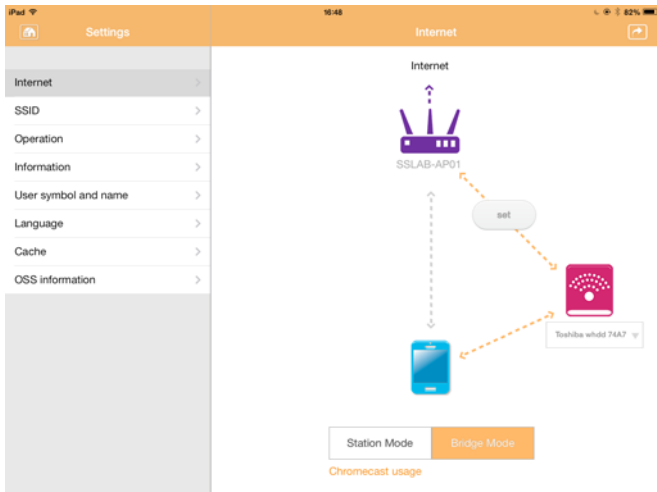 iPad 16:48 82%
Settings
Internet
Internet
SSID
Operation
Information
User symbol and name
Language
Cache
OSS information
Internet
SSLAB-AP01
set
Toshiba whdd 74A7
Station Mode
Bridge Mode
Chromecast usage